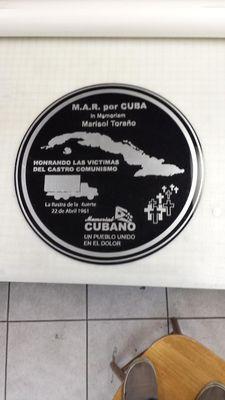 M.A.R. por CUBA
In Memoriam
Marisol Toraño
HONRANDO LAS VICTIMAS
DEL CASTRO COMUNISMO
La Rastra de la Muerte
22 de Abril 1961
Memorial
CUBANO
UN PUEBLO UNIDO
EN EL DOLOR